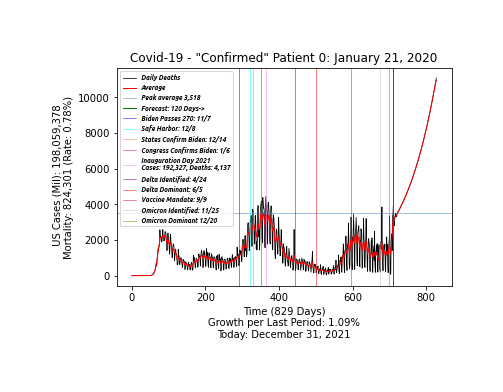 Covid-19 - "Confirmed" Patient 0: January 21, 2020
US Cases (Mil): 198,059,378
Mortality: 824,301 (Rate: 0.78%)
10000
8000
6000
4000
2000
0
Daily Deaths
Average
Peak average 3,518
Forecast: 120 Days->
Biden Passes 270: 11/7
Safe Harbor: 12/8
States Confirm Biden: 12/14
Congress Confirms Biden: 1/6
Inauguration Day 2021
Cases: 192,327, Deaths: 4,137
Delta Identified: 4/24
Delta Dominant: 6/5
Vaccine Mandate: 9/9
Omicron Identified: 11/25
Omicron Dominant: 12/20
0 200 400 600 800
Time (829 Days)
Growth per Last Period: 1.09%
Today: December 31, 2021